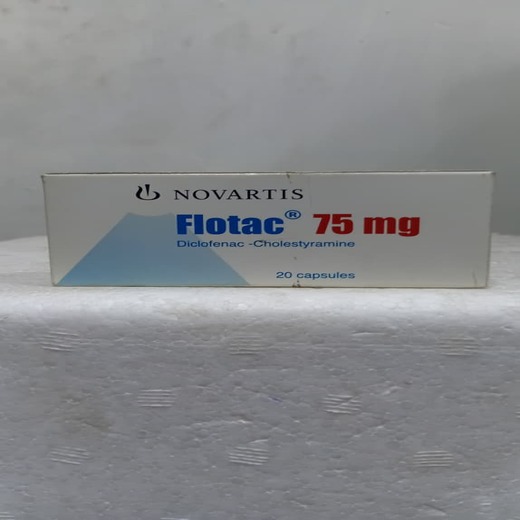 NOVARTIS
Flotac® 75 mg
Diclofenac -Cholestyramine
20 capsules